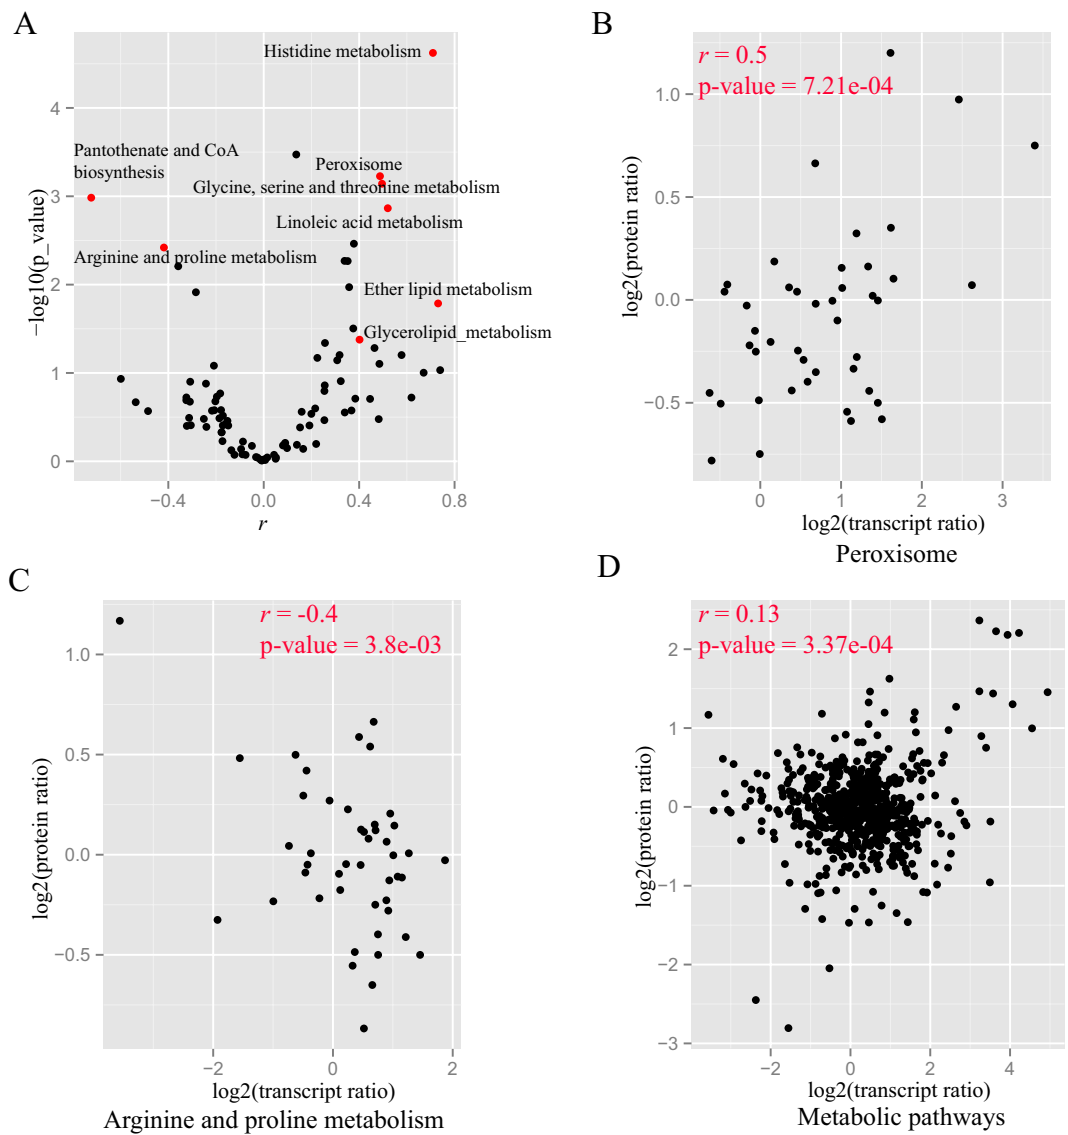 A
Histidine metabolism
Pantothenate and CoA
biosynthesis
Peroxisome
Glycine, serine and threonine metabolism
Linoleic acid metabolism
Arginine and proline metabolism
Ether lipid metabolism
Glycerolipid_metabolism
−log10(p_value)
4
3
2
1
0
−0.4
0.0
0.4
0.8
r
B
r = 0.5
p-value = 7.21e-04
log2(protein ratio)
1.0
0.5
0.0
−0.5
0
1
2
3
log2(transcript ratio)
Peroxisome
C
r = -0.4
p-value = 3.8e-03
log2(protein ratio)
1.0
0.5
0.0
−0.5
−2
0
2
log2(transcript ratio)
Arginine and proline metabolism
D
r = 0.13
p-value = 3.37e-04
log2(protein ratio)
2
1
0
−1
−2
−3
−2
0
2
4
log2(transcript ratio)
Metabolic pathways